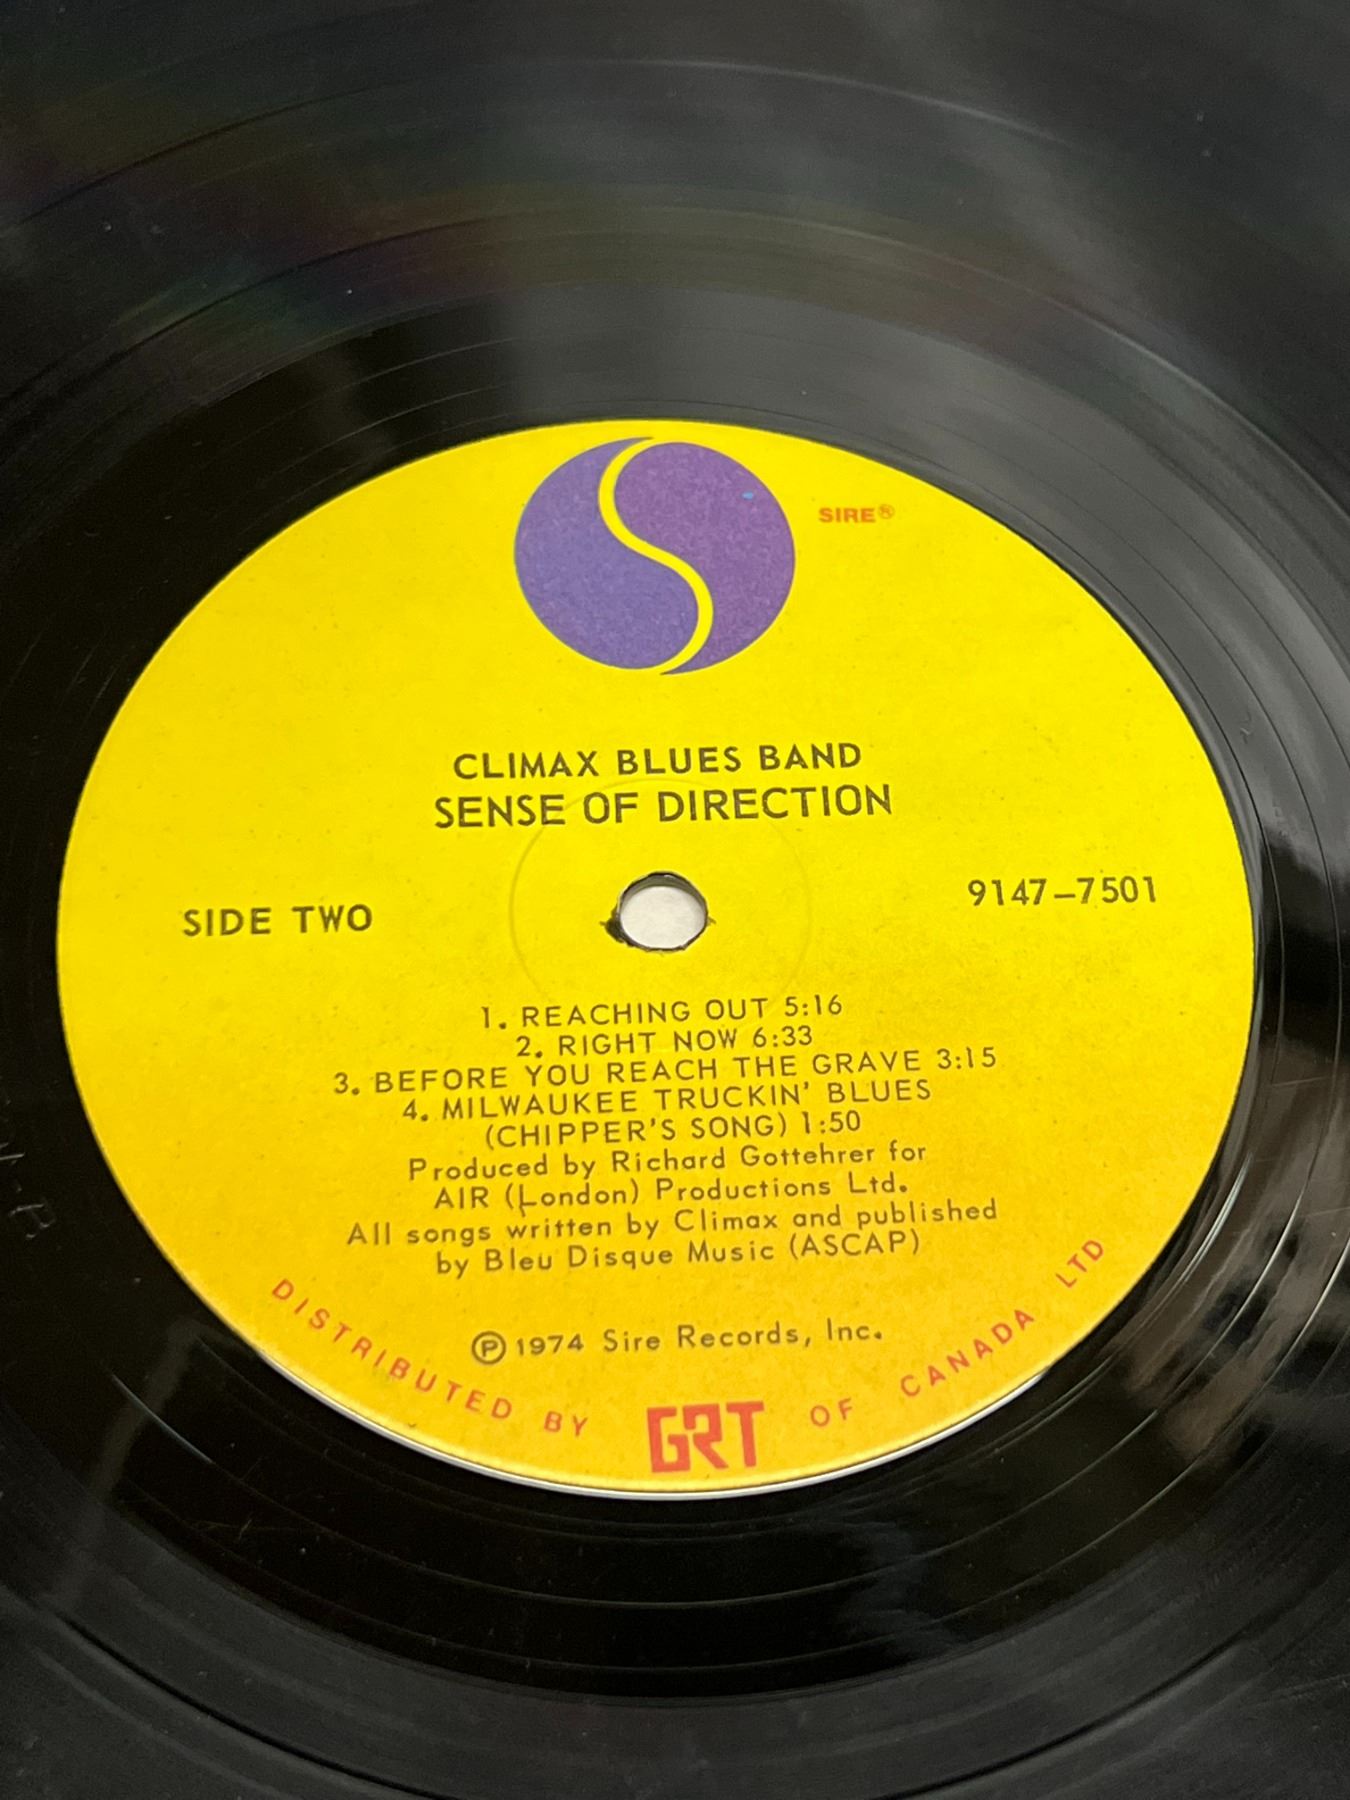 SIRE®
CLIMAX BLUES BAND
SENSE OF DIRECTION
SIDE TWO
9147-7501
1. REACHING OUT 5:16
2. RIGHT NOW 6:33
3. BEFORE YOU REACH THE GRAVE 3:15
4. MILWAUKEE TRUCKIN' BLUES
(CHIPPER'S SONG) 1:50
Produced by Richard Gottehrer for
AIR (London) Productions Ltd.
All songs written by Climax and published
by Bleu Disque Music (ASCAP)
Ⓟ 1974 Sire Records, Inc.
DISTRIBUTED BY GRT OF CANADA LTD